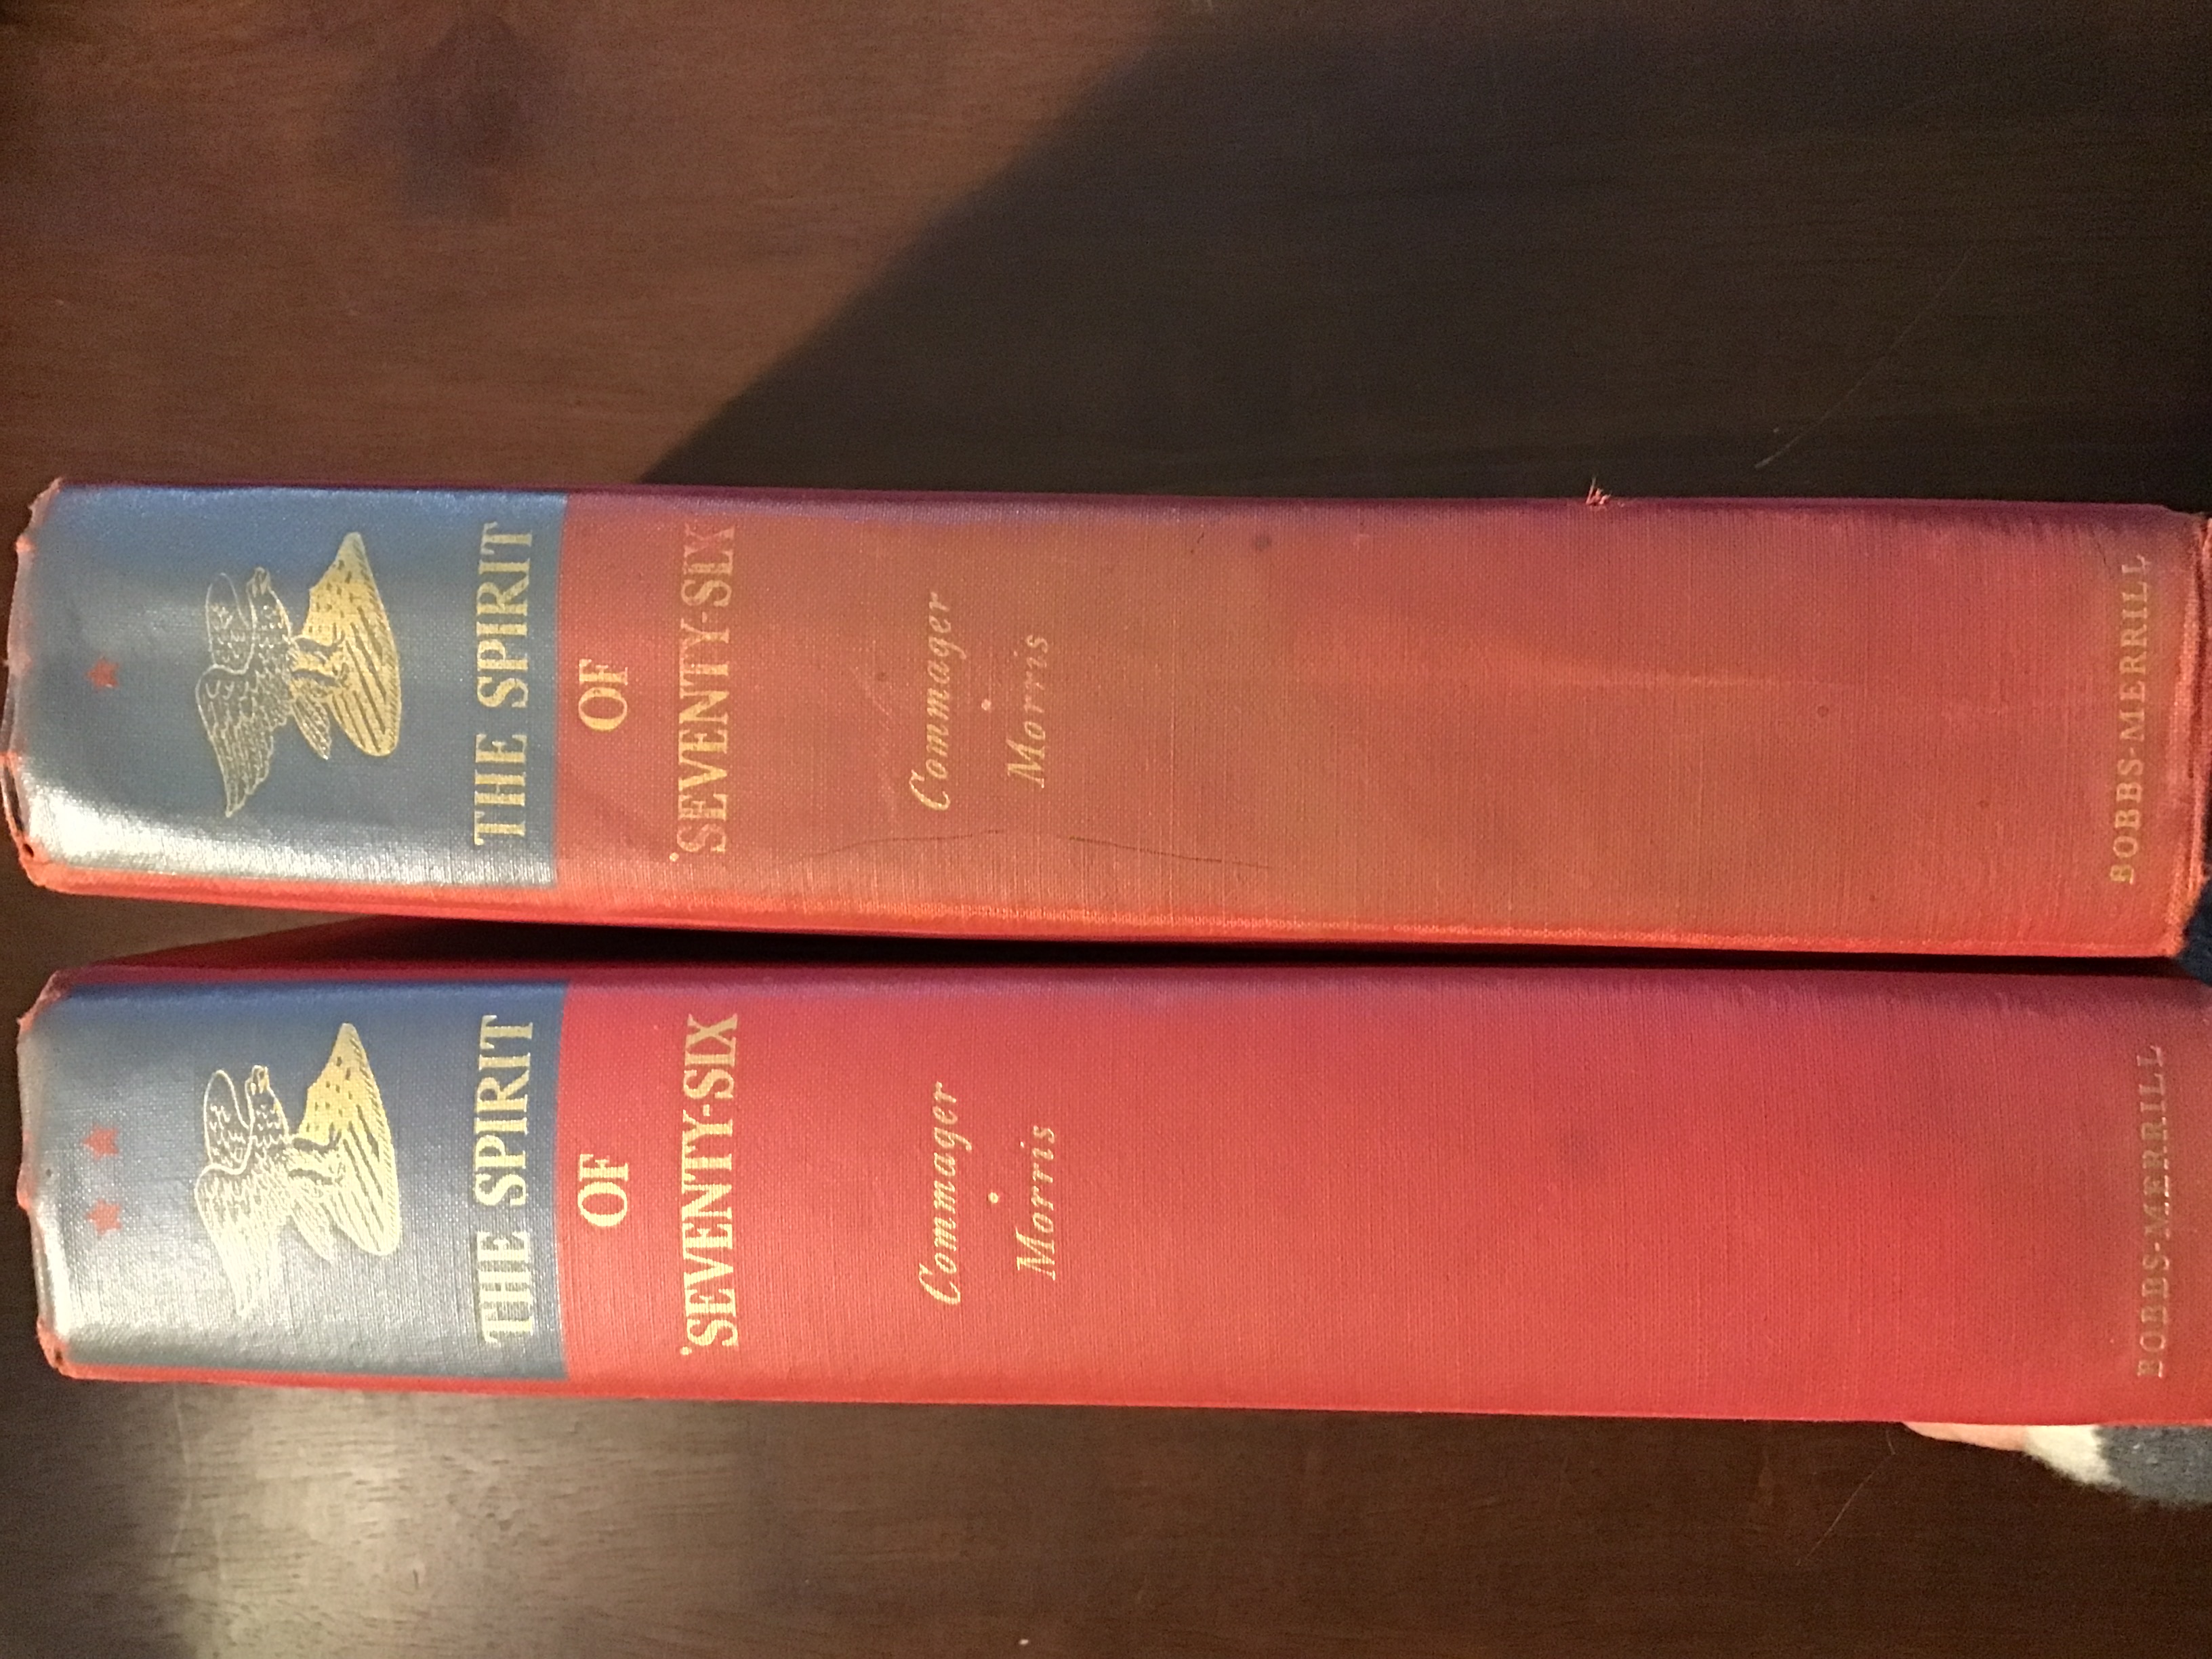 THE SPIRIT
OF
'SEVENTY-SIX
Commager
•
Morris
BOBBS-MERRILL
THE SPIRIT
OF
'SEVENTY-SIX
Commager
•
Morris
BOBBS-MERRILL